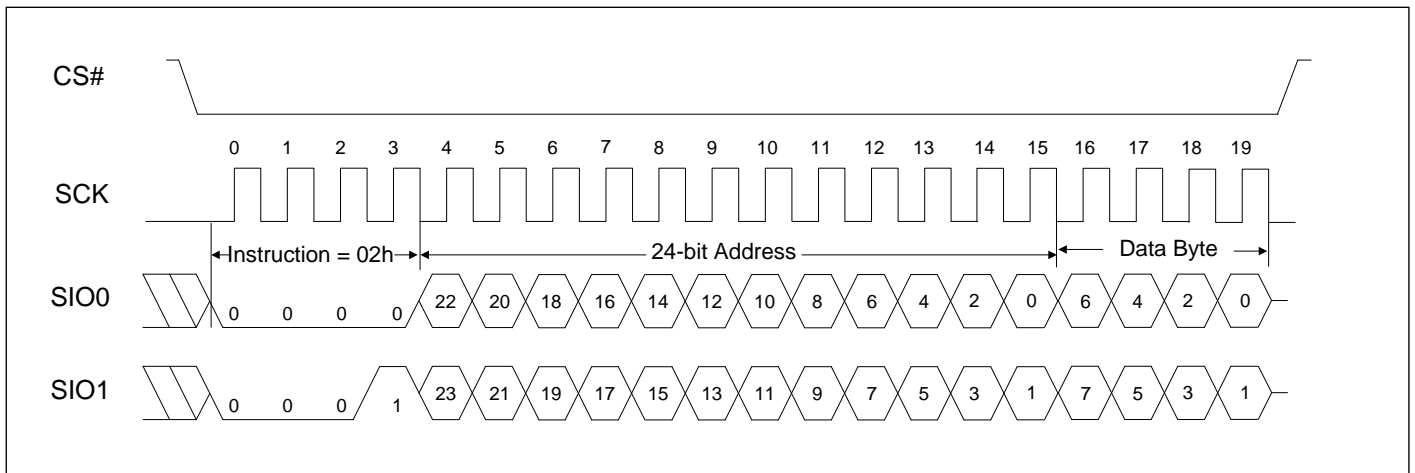 CS#
0 1 2 3 4 5 6 7 8 9 10 11 12 13 14 15 16 17 18 19
SCK
Instruction = 02h 24-bit Address Data Byte
SIO0 0 0 0 0 22 20 18 16 14 12 10 8 6 4 2 0 6 4 2 0
SIO1 0 0 0 1 23 21 19 17 15 13 11 9 7 5 3 1 7 5 3 1